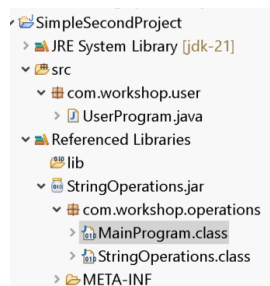 SimpleSecondProject
JRE System Library [jdk-21]
src
com.workshop.user
UserProgram.java
Referenced Libraries
lib
StringOperations.jar
com.workshop.operations
MainProgram.class
StringOperations.class
META-INF